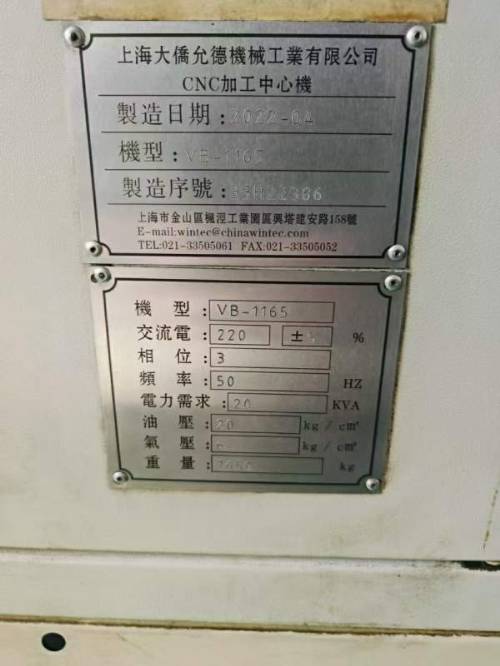 上海大僑允德機械工業有限公司
CNC加工中心機
製造日期:2022-04
機型:VB-1165
製造序號:
上海市金山區楓涇工業園區興塔建安路158號
E-mail:wintec@chinawintec.com
TEL:021-33505061 FAX:021-33505052
機 型:VB-1165
交流電:220 ± %
相 位:3
頻 率:50 HZ
電力需求:20 KVA
油 壓:20 kg/cm²
氣 壓: kg/cm²
重 量: kg